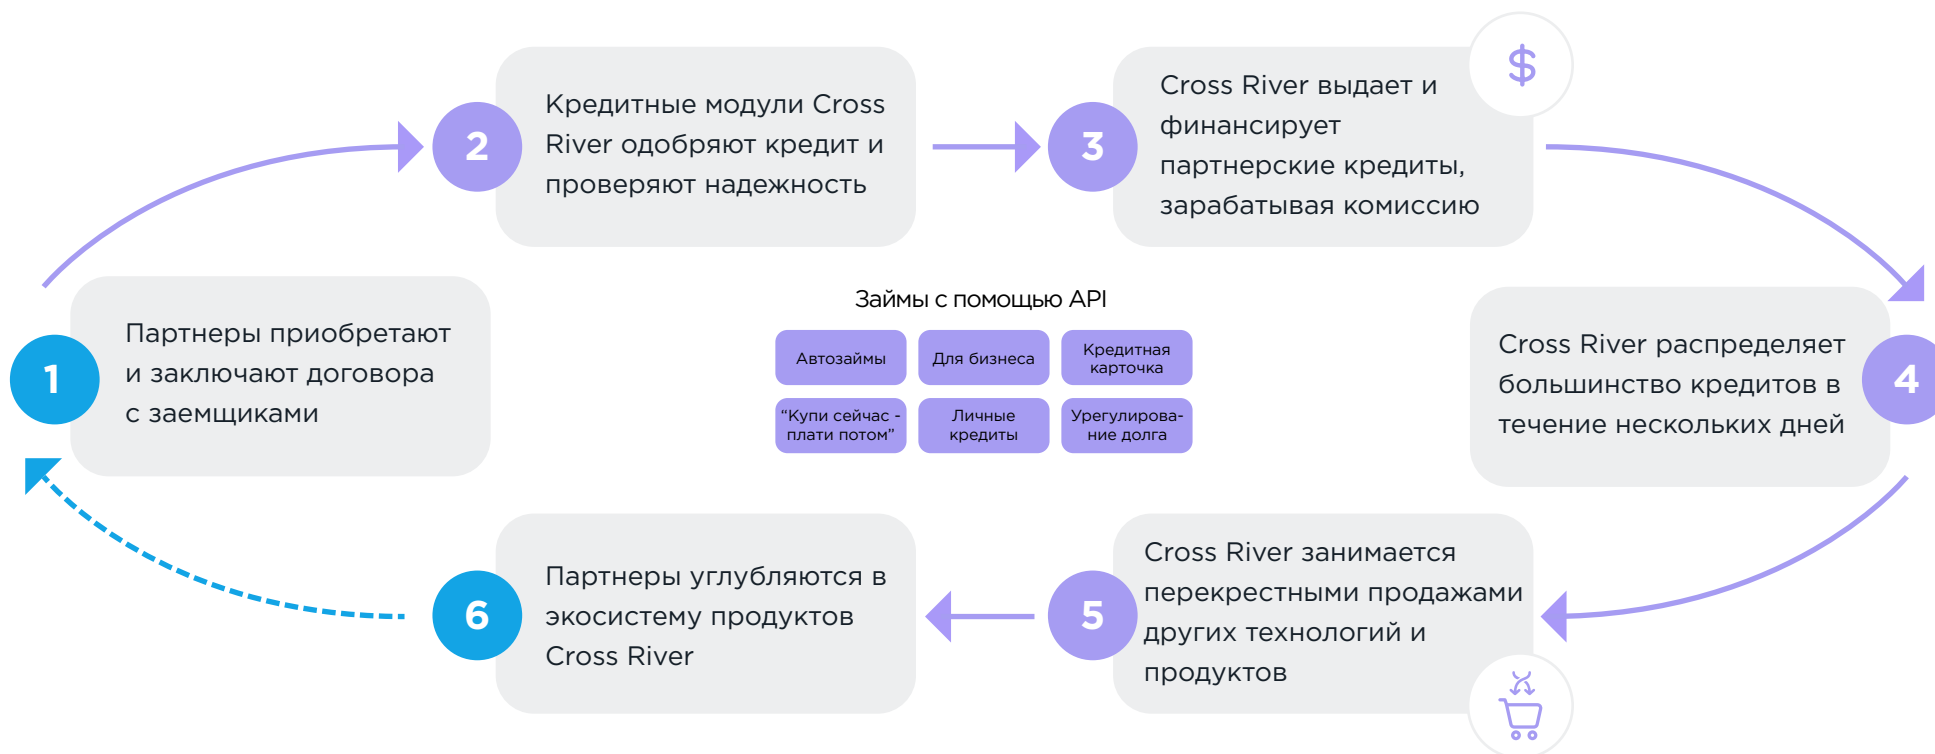 1
Партнеры приобретают
и заключают договора
с заемщиками
2
Кредитные модули Cross
River одобряют кредит и
проверяют надежность
3
Cross River выдает и
финансирует
партнерские кредиты,
зарабатывая комиссию
$
4
Cross River распределяет
большинство кредитов в
течение нескольких дней
5
Cross River занимается
перекрестными продажами
других технологий и
продуктов
6
Партнеры углубляются в
экосистему продуктов
Cross River
Займы с помощью API
Автозаймы
Для бизнеса
Кредитная
карточка
“Купи сейчас -
плати потом”
Личные
кредиты
Урегулирова-
ние долга